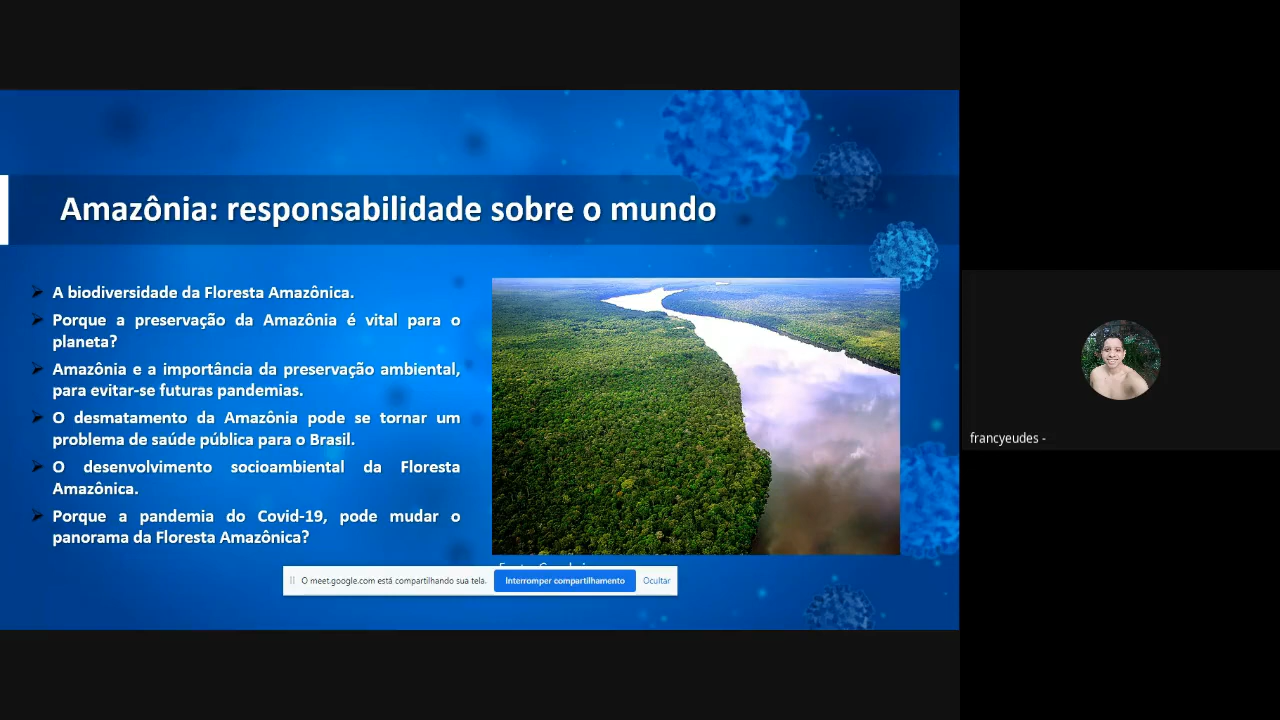 Amazônia: responsabilidade sobre o mundo
A biodiversidade da Floresta Amazônica.
Porque a preservação da Amazônia é vital para o
planeta?
Amazônia e a importância da preservação ambiental,
para evitar-se futuras pandemias.
O desmatamento da Amazônia pode se tornar um
problema de saúde pública para o Brasil.
O desenvolvimento socioambiental da Floresta
Amazônica.
Porque a pandemia do Covid-19, pode mudar o
panorama da Floresta Amazônica?
O meet.google.com está compartilhando sua tela. Interromper compartilhamento Ocultar
francyeudes -